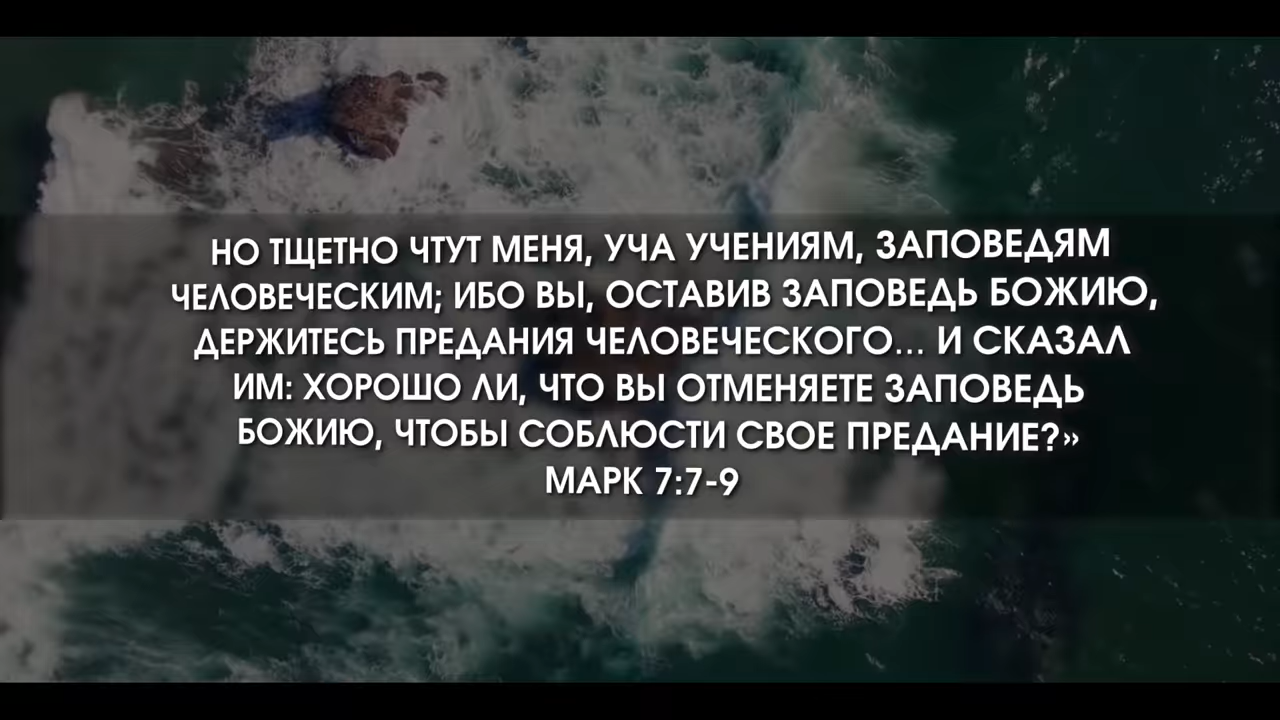 НО ТЩЕТНО ЧТУТ МЕНЯ, УЧА УЧЕНИЯМ, ЗАПОВЕДЯМ
ЧЕЛОВЕЧЕСКИМ; ИБО ВЫ, ОСТАВИВ ЗАПОВЕДЬ БОЖИЮ,
ДЕРЖИТЕСЬ ПРЕДАНИЯ ЧЕЛОВЕЧЕСКОГО... И СКАЗАЛ
ИМ: ХОРОШО ЛИ, ЧТО ВЫ ОТМЕНЯЕТЕ ЗАПОВЕДЬ
БОЖИЮ, ЧТОБЫ СОБЛЮСТИ СВОЕ ПРЕДАНИЕ?»
МАРК 7:7-9